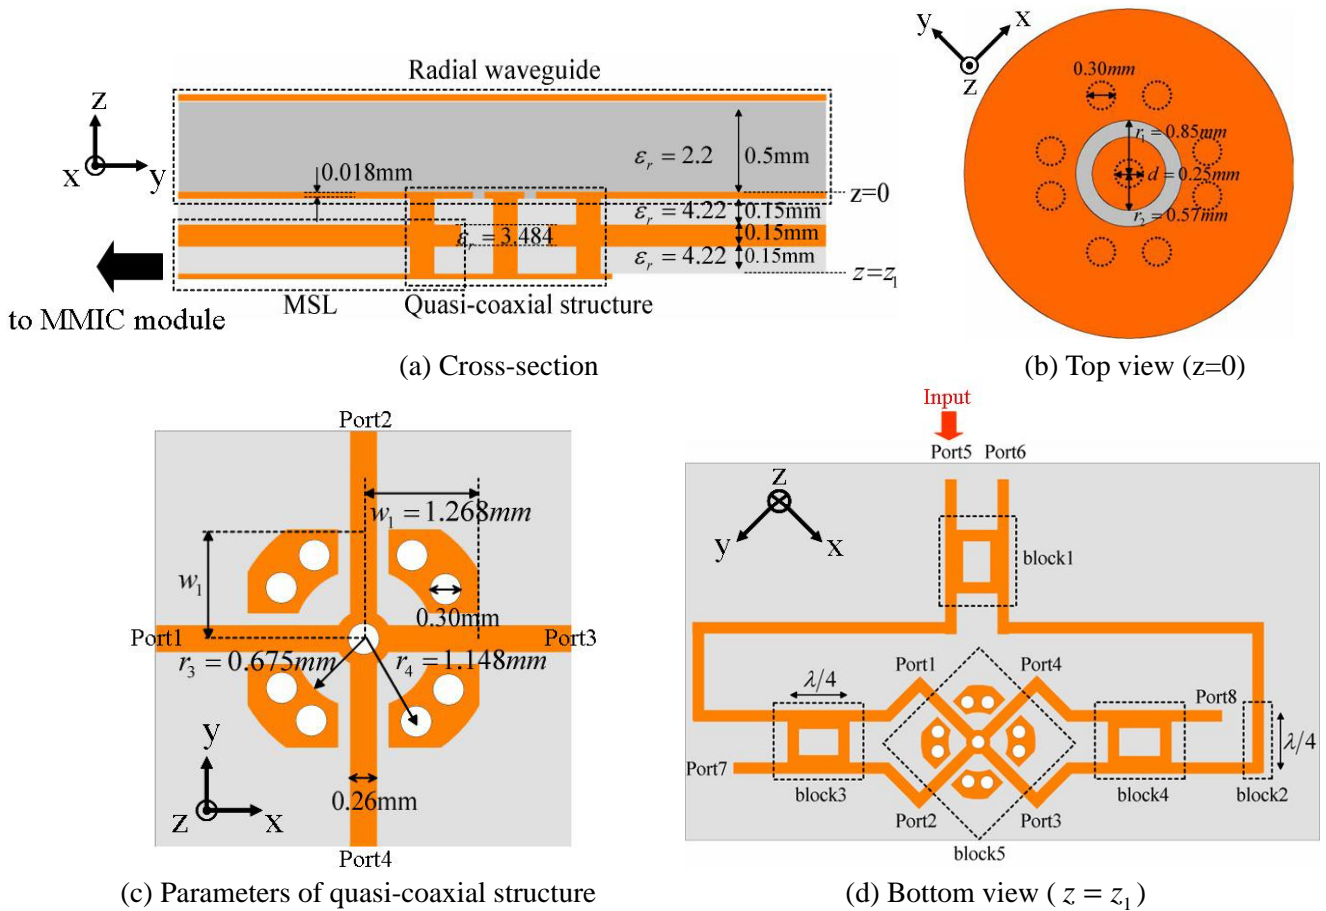 Radial waveguide
z
x
y
0.018mm
εr = 2.2
0.5mm
z=0
εr = 4.22
0.15mm
εr = 3.484
0.15mm
εr = 4.22
0.15mm
z=z1
MSL
Quasi-coaxial structure
to MMIC module
(a) Cross-section
y
x
z
0.30mm
r1 = 0.85mm
d = 0.25mm
r2 = 0.57mm
(b) Top view (z=0)
Port2
w1 = 1.268mm
w1
0.30mm
Port1
Port3
r3 = 0.675mm
r4 = 1.148mm
y
z
x
0.26mm
Port4
(c) Parameters of quasi-coaxial structure
Input
Port5
Port6
z
y
x
block1
Port1
Port4
λ/4
Port8
λ/4
Port7
block3
Port2
Port3
block4
block2
block5
(d) Bottom view ( z = z1 )